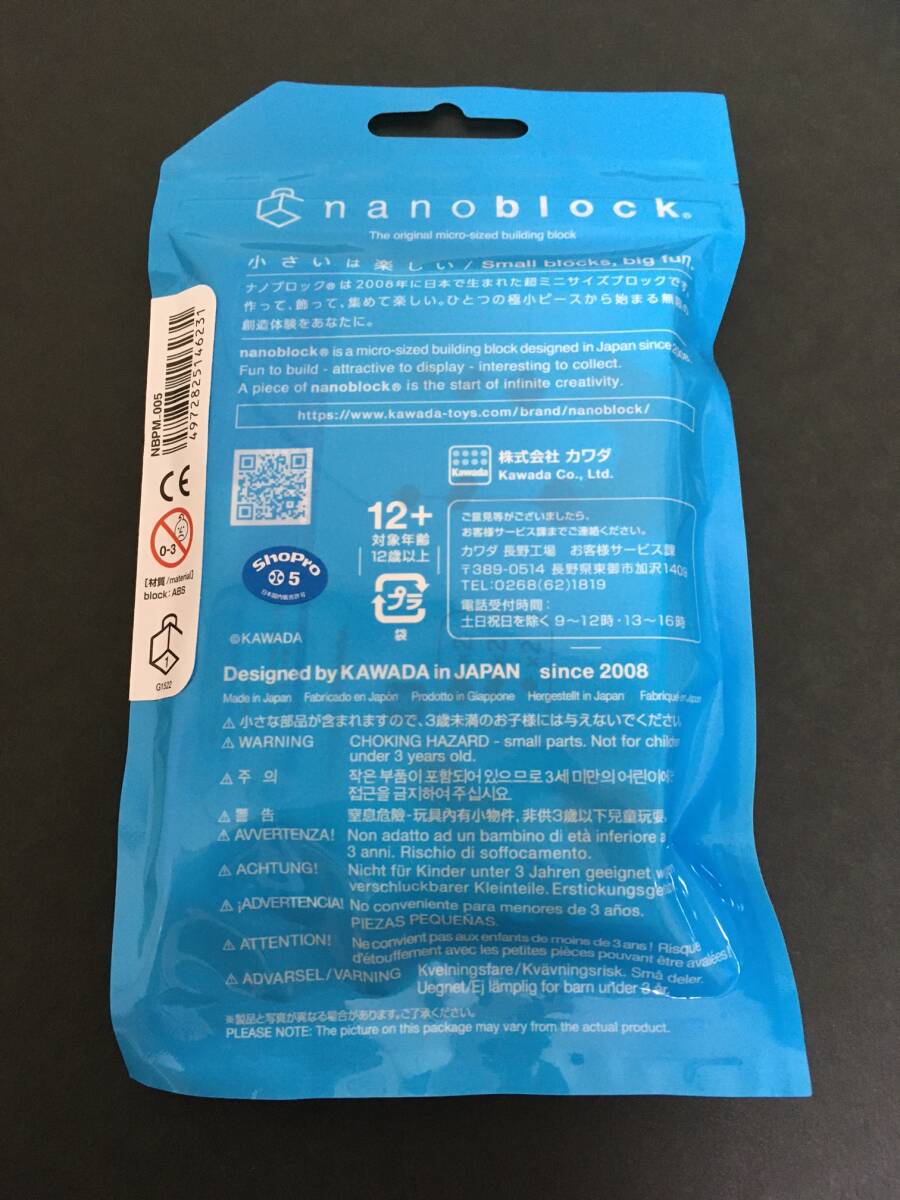 nanoblock®
The original micro-sized building block
小さいは楽しい / Small blocks, big fun.
ナノブロック®は2008年に日本で生まれた超ミニサイズブロックです。
作って、飾って、集めて楽しい。ひとつの極小ピースから始まる無限の
創造体験をあなたに。
nanoblock® is a micro-sized building block designed in Japan since 2008.
Fun to build - attractive to display - interesting to collect.
A piece of nanoblock® is the start of infinite creativity.
https://www.kawada-toys.com/brand/nanoblock/
NBPM-005
4972825146231
CE
0-3
[材質/material]
block:ABS
1
G1522
Kawada
株式会社 カワダ
Kawada Co., Ltd.
12+
対象年齢
12歳以上
プラ
袋
ShoPro
5
日本国内販売許可
©KAWADA
ご意見等がございましたら、
お客様サービス課までご連絡ください。
カワダ 長野工場 お客様サービス課
〒389-0514 長野県東御市加沢1409
TEL:0268(62)1819
電話受付時間:
土日祝日を除く 9〜12時・13〜16時
Designed by KAWADA in JAPAN since 2008
Made in Japan Fabricado en Japón Prodotto in Giappone Hergestellt in Japan Fabriqué en Japon
⚠小さな部品が含まれますので、3歳未満のお子様には与えないでください
⚠ WARNING CHOKING HAZARD - small parts. Not for children
under 3 years old.
⚠ 주 의 작은 부품이 포함되어 있으므로 3세 미만의 어린이에
접근을 금지하여 주십시요.
⚠ 警 告 窒息危險-玩具內有小物件，非供3歲以下兒童玩耍
⚠ AVVERTENZA! Non adatto ad un bambino di età inferiore a
3 anni. Rischio di soffocamento.
⚠ ACHTUNG! Nicht für Kinder unter 3 Jahren geeignet
verschluckbarer Kleinteile.
⚠ ¡ADVERTENCIA! No conveniente para menores de 3 años.
PIEZAS PEQUEÑAS.
⚠ ATTENTION! Ne convient pas aux enfants de moins de 3 ans ! Risque
d'étouffement avec les petites pièces pouvant être avalées!
⚠ ADVARSEL/VARNING Kvelningsfare/Kvävningsrisk. Små deler.
Uegnet/Ej lämplig for barn under 3 år.
※製品と写真が異なる場合があります。ご了承ください。
PLEASE NOTE: The picture on this package may vary from the actual product.